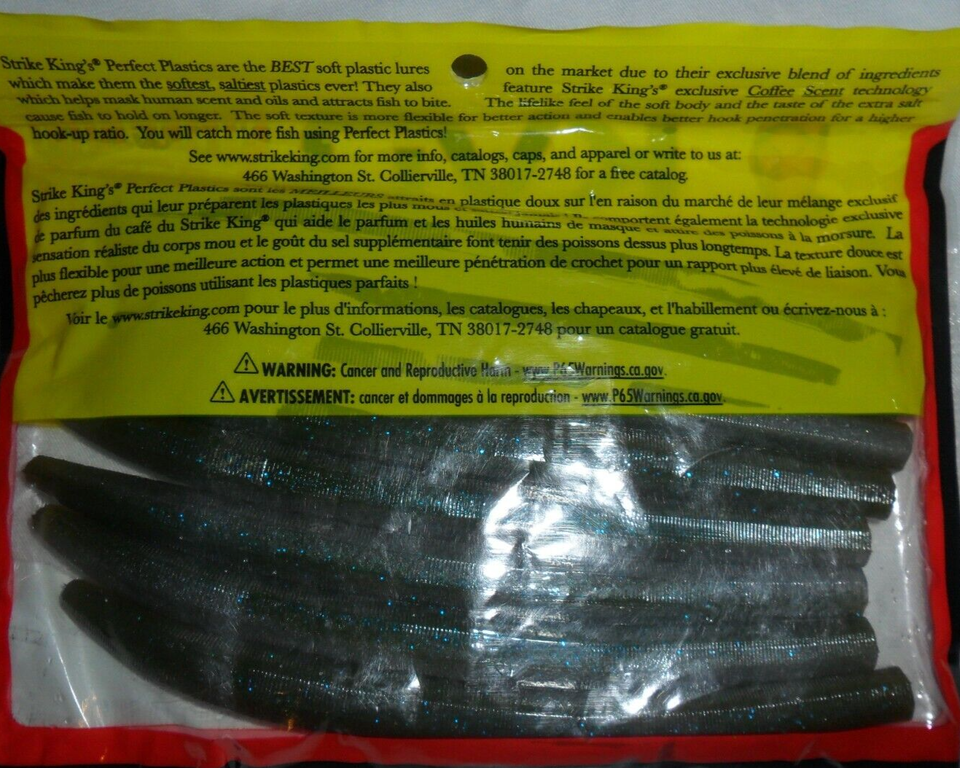 Strike King's® Perfect Plastics are the BEST soft plastic lures on the market due to their exclusive blend of ingredients
which make them the softest, saltiest plastics ever! They also feature Strike King's® exclusive Coffee Scent technology
which helps mask human scent and oils and attracts fish to bite. The lifelike feel of the soft body and the taste of the extra salt
cause fish to hold on longer. The soft texture is more flexible for better action and enables better hook penetration for a higher
hook-up ratio. You will catch more fish using Perfect Plastics!
See www.strikeking.com for more info, catalogs, caps, and apparel or write to us at:
466 Washington St. Collierville, TN 38017-2748 for a free catalog.
Strike King's® Perfect Plastics sont les MEILLEURS attraits en plastique doux sur l'en raison du marché de leur mélange exclusif
des ingrédients qui leur préparent les plastiques les plus mous et salés jamais ! Ils comportent également la technologie exclusive
de parfum du café du Strike King® qui aide le parfum et les huiles humains de masque et attire des poissons à la morsure. La
sensation réaliste du corps mou et le goût du sel supplémentaire font tenir des poissons dessus plus longtemps. La texture douce est
plus flexible pour une meilleure action et permet une meilleure pénétration de crochet pour un rapport plus élevé de liaison. Vous
pêcherez plus de poissons utilisant les plastiques parfaits !
Voir le www.strikeking.com pour le plus d'informations, les catalogues, les chapeaux, et l'habillement ou écrivez-nous à :
466 Washington St. Collierville, TN 38017-2748 pour un catalogue gratuit.
⚠ WARNING: Cancer and Reproductive Harm - www.P65Warnings.ca.gov.
⚠ AVERTISSEMENT: cancer et dommages à la reproduction - www.P65Warnings.ca.gov.